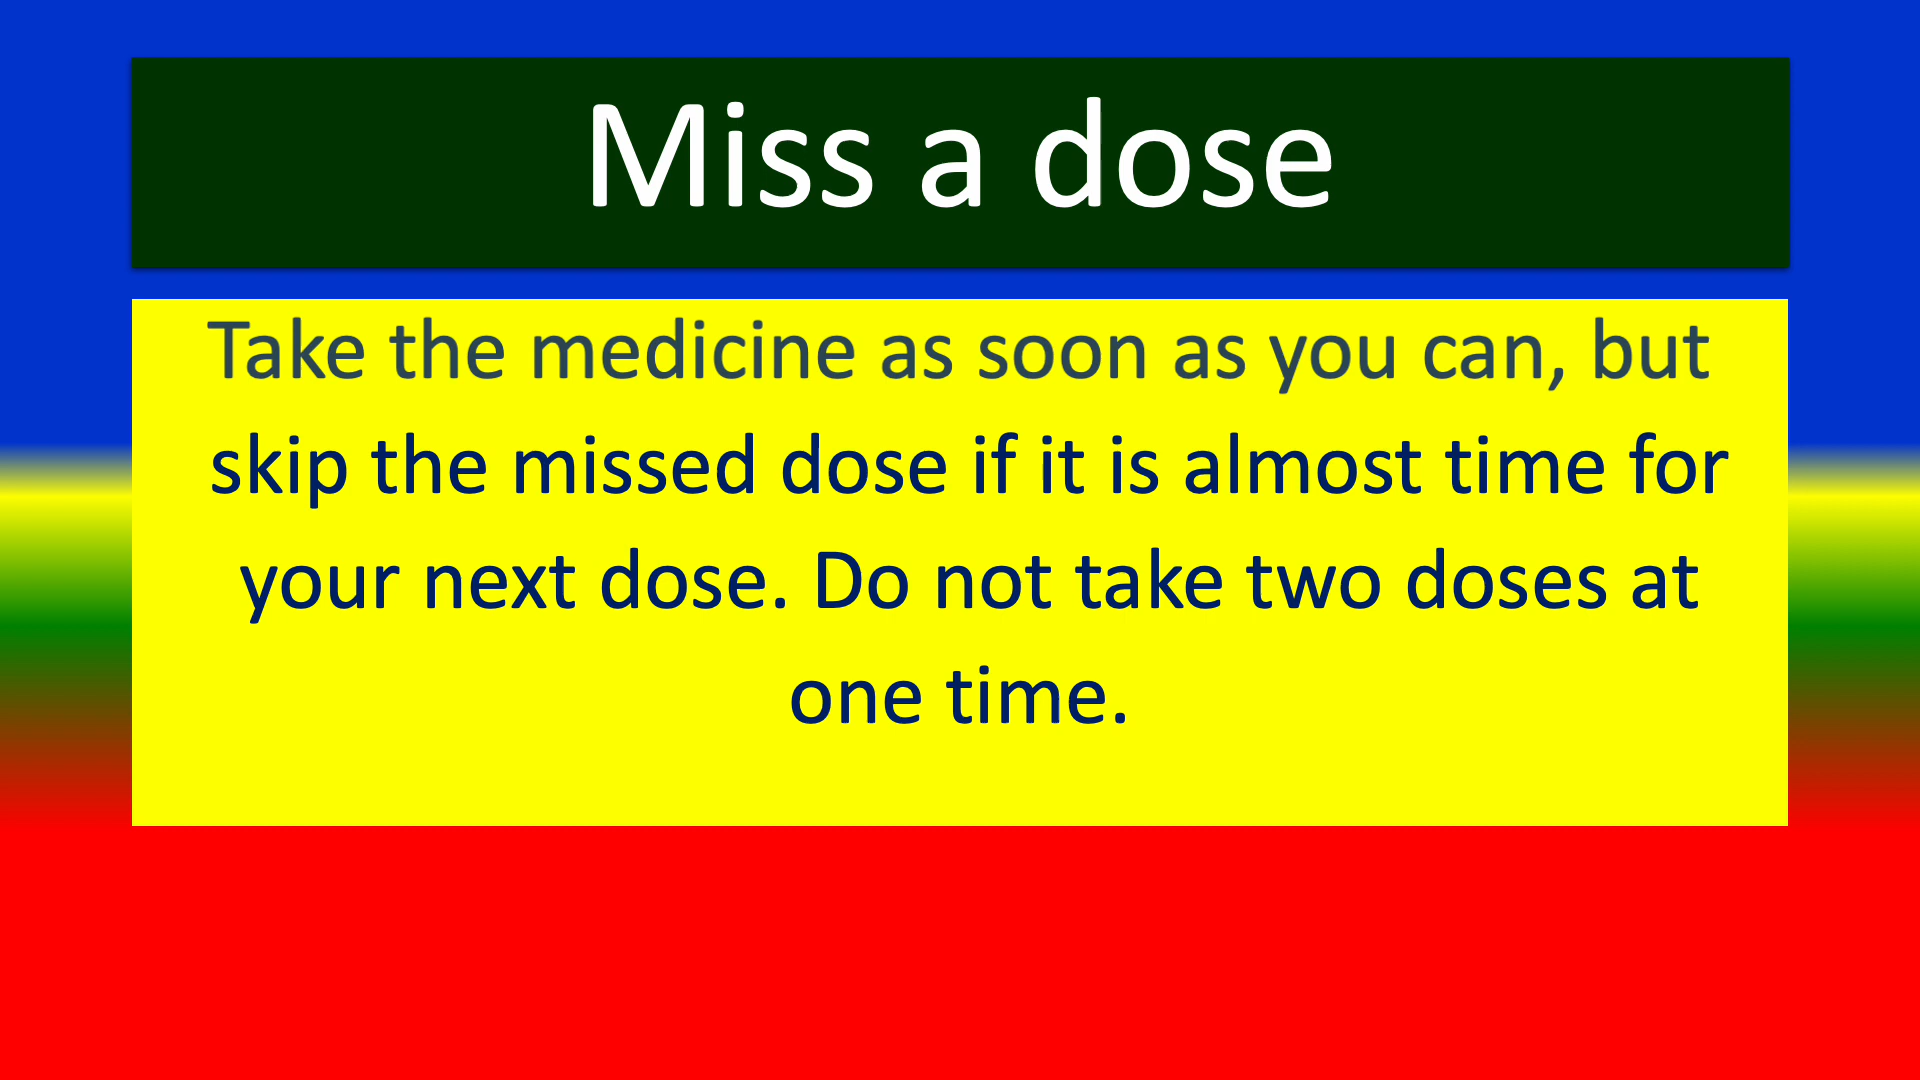 Miss a dose
Take the medicine as soon as you can, but
skip the missed dose if it is almost time for
your next dose. Do not take two doses at
one time.